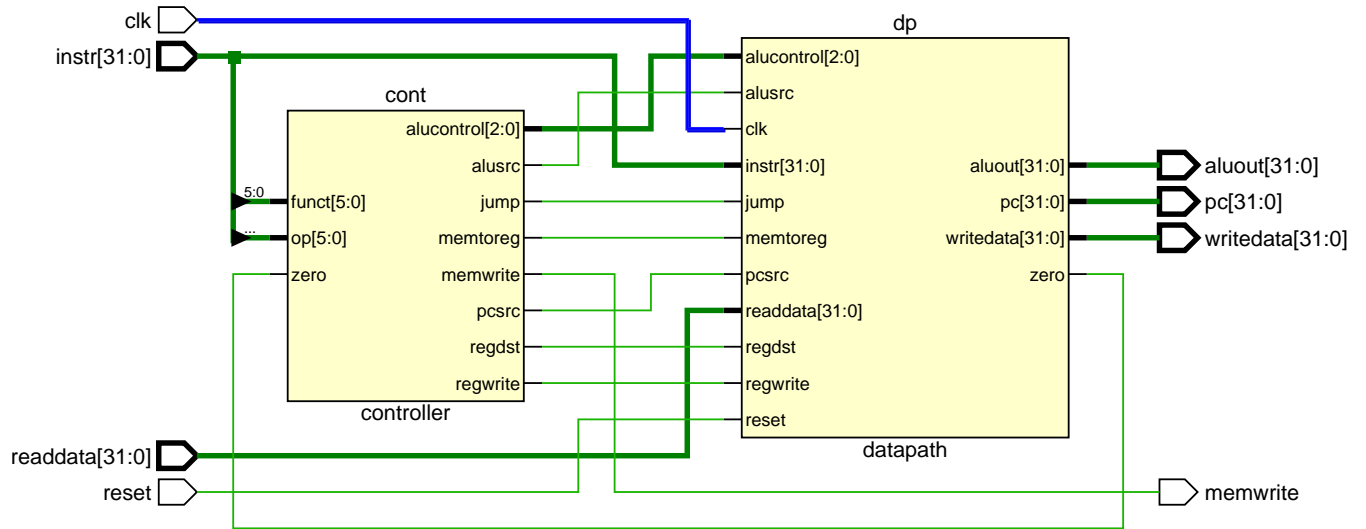 clk
instr[31:0]
readdata[31:0]
reset
cont
alucontrol[2:0]
alusrc
5:0
funct[5:0]
jump
...
op[5:0]
memtoreg
zero
memwrite
pcsrc
regdst
regwrite
controller
dp
alucontrol[2:0]
alusrc
clk
instr[31:0]
aluout[31:0]
jump
pc[31:0]
memtoreg
writedata[31:0]
pcsrc
zero
readdata[31:0]
regdst
regwrite
reset
datapath
aluout[31:0]
pc[31:0]
writedata[31:0]
memwrite